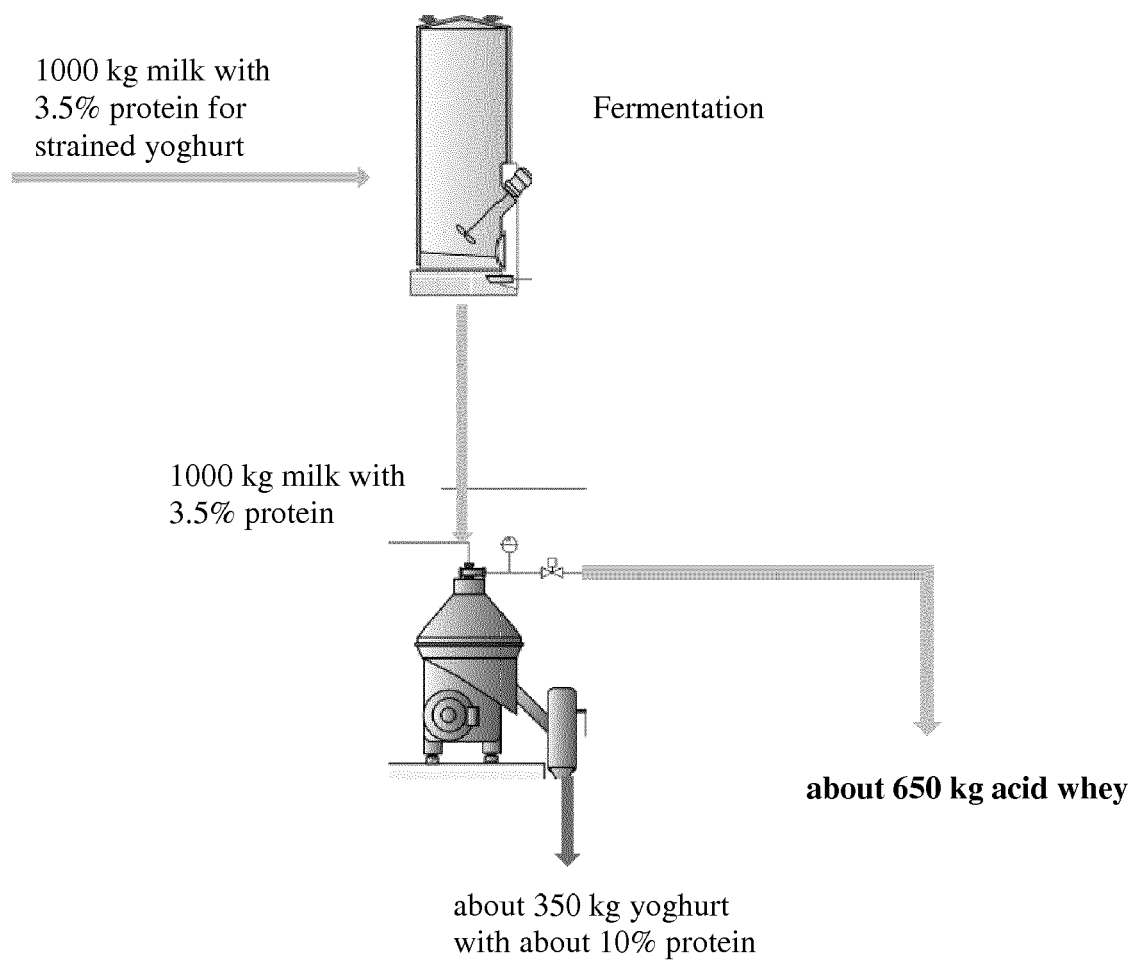 1000 kg milk with
3.5% protein for
strained yoghurt
Fermentation
1000 kg milk with
3.5% protein
about 650 kg acid whey
about 350 kg yoghurt
with about 10% protein